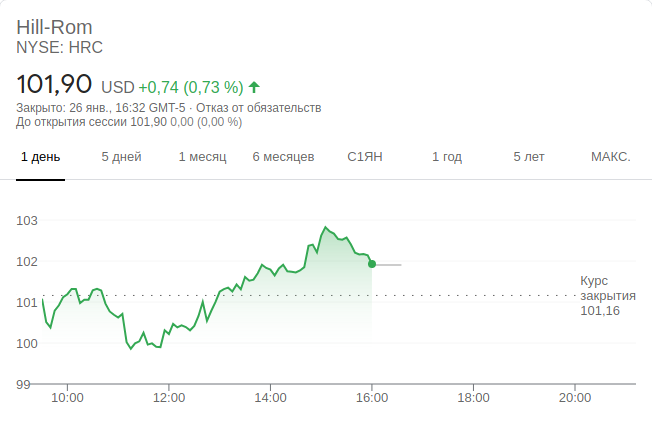 Hill-Rom
NYSE: HRC
101,90 USD +0,74 (0,73 %)
Закрыто: 26 янв., 16:32 GMT-5 · Отказ от обязательств
До открытия сессии 101,90 0,00 (0,00 %)
1 день 5 дней 1 месяц 6 месяцев С1ЯН 1 год 5 лет МАКС.
103
102
101
100
99
Курс
закрытия
101,16
10:00 12:00 14:00 16:00 18:00 20:00